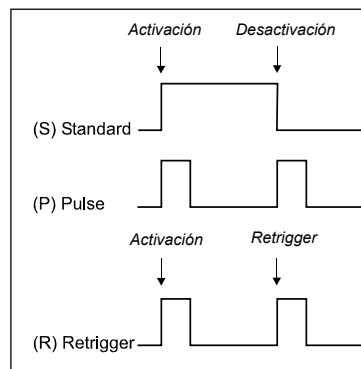 Activación Desactivación
(S) Standard
(P) Pulse
Activación Retrigger
(R) Retrigger